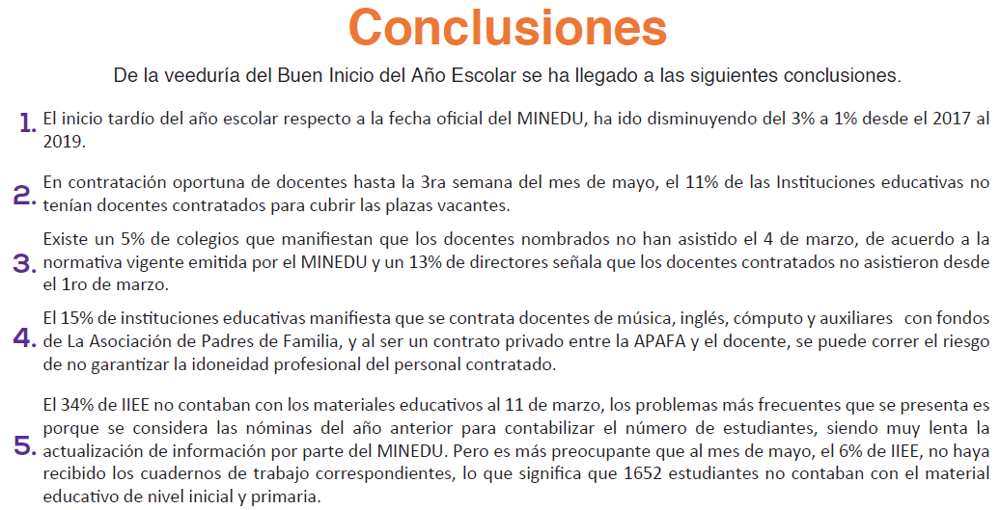 Conclusiones
De la veeduría del Buen Inicio del Año Escolar se ha llegado a las siguientes conclusiones.
1. El inicio tardío del año escolar respecto a la fecha oficial del MINEDU, ha ido disminuyendo del 3% a 1% desde el 2017 al
2019.
2. En contratación oportuna de docentes hasta la 3ra semana del mes de mayo, el 11% de las Instituciones educativas no
tenían docentes contratados para cubrir las plazas vacantes.
3. Existe un 5% de colegios que manifiestan que los docentes nombrados no han asistido el 4 de marzo, de acuerdo a la
normativa vigente emitida por el MINEDU y un 13% de directores señala que los docentes contratados no asistieron desde
el 1ro de marzo.
4. El 15% de instituciones educativas manifiesta que se contrata docentes de música, inglés, cómputo y auxiliares con fondos
de La Asociación de Padres de Familia, y al ser un contrato privado entre la APAFA y el docente, se puede correr el riesgo
de no garantizar la idoneidad profesional del personal contratado.
5. El 34% de IIEE no contaban con los materiales educativos al 11 de marzo, los problemas más frecuentes que se presenta es
porque se considera las nóminas del año anterior para contabilizar el número de estudiantes, siendo muy lenta la
actualización de información por parte del MINEDU. Pero es más preocupante que al mes de mayo, el 6% de IIEE, no haya
recibido los cuadernos de trabajo correspondientes, lo que significa que 1652 estudiantes no contaban con el material
educativo de nivel inicial y primaria.